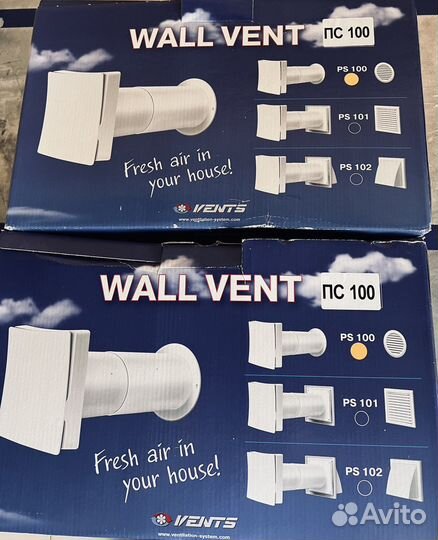 WALL VENT ПС 100
PS 100
PS 101
PS 102
Fresh air in
your house!
VENTS
www.ventilation-system.com
WALL VENT ПС 100
PS 100
PS 101
PS 102
Fresh air in
your house!
VENTS
www.ventilation-system.com
Avito